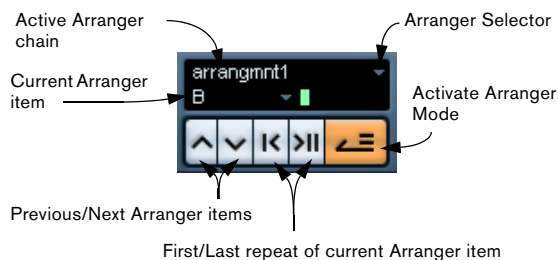 Active Arranger
chain
Arranger Selector
Current Arranger
item
arrangmnt1
B
Activate Arranger
Mode
Previous/Next Arranger items
First/Last repeat of current Arranger item